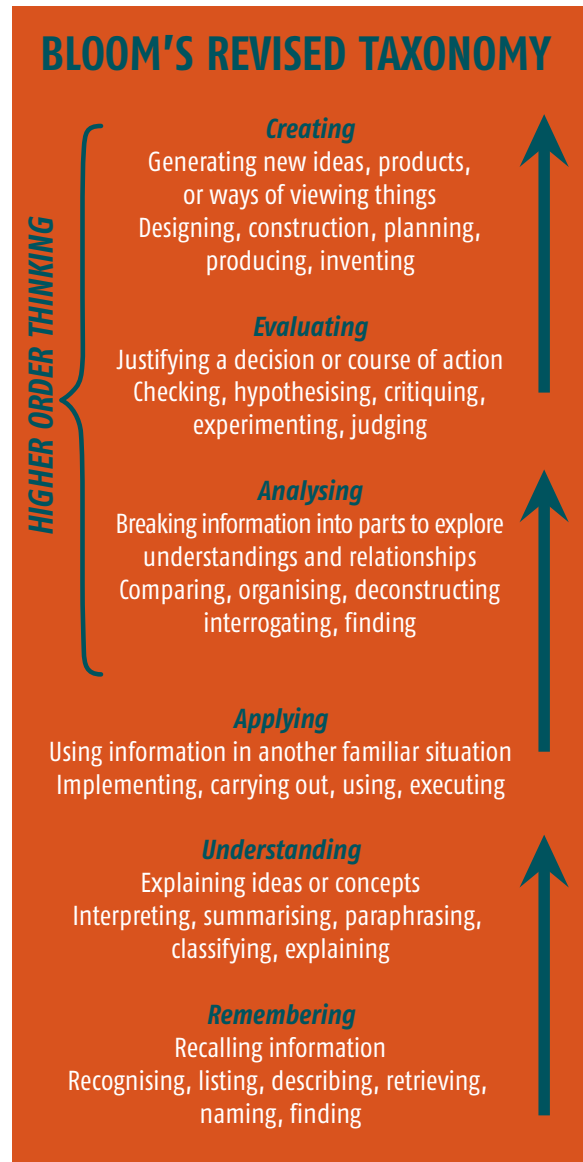 BLOOM'S REVISED TAXONOMY
HIGHER ORDER THINKING
Creating
Generating new ideas, products,
or ways of viewing things
Designing, construction, planning,
producing, inventing
Evaluating
Justifying a decision or course of action
Checking, hypothesising, critiquing,
experimenting, judging
Analysing
Breaking information into parts to explore
understandings and relationships
Comparing, organising, deconstructing
interrogating, finding
Applying
Using information in another familiar situation
Implementing, carrying out, using, executing
Understanding
Explaining ideas or concepts
Interpreting, summarising, paraphrasing,
classifying, explaining
Remembering
Recalling information
Recognising, listing, describing, retrieving,
naming, finding